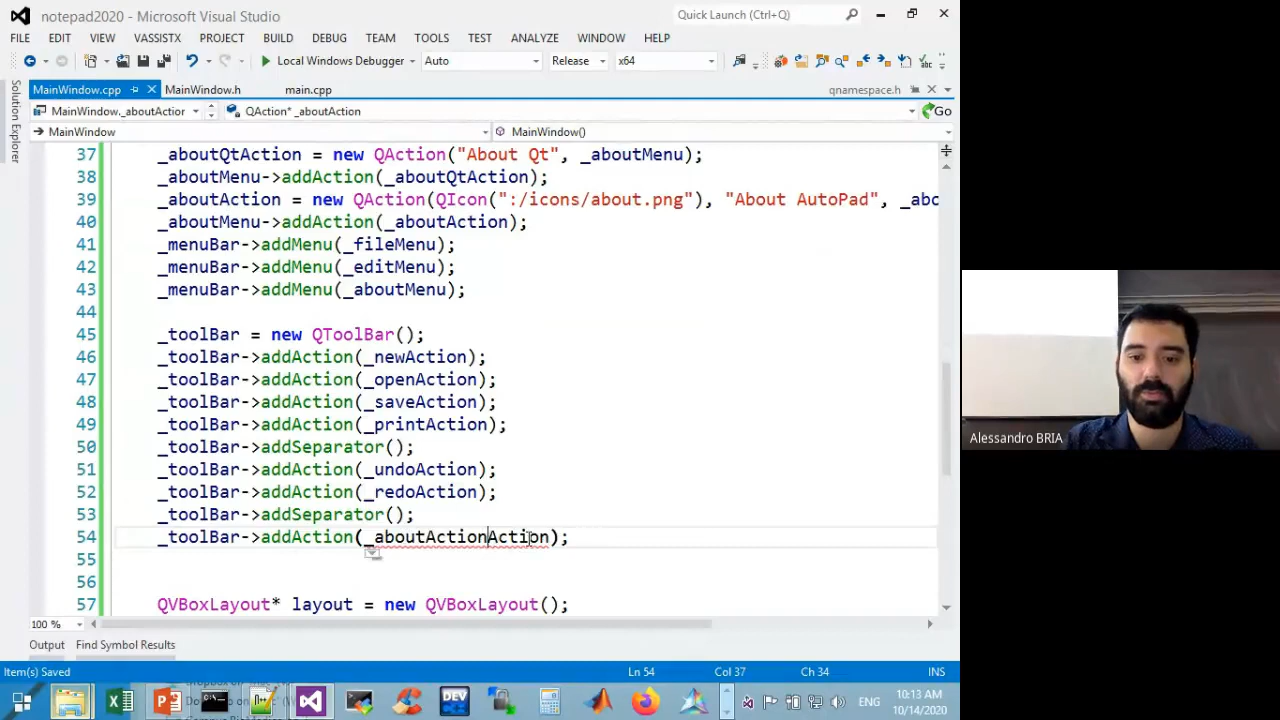 notepad2020 - Microsoft Visual Studio
Quick Launch (Ctrl+Q)
FILE EDIT VIEW VASSISTX PROJECT BUILD DEBUG TEAM TOOLS TEST ANALYZE WINDOW HELP
Local Windows Debugger Auto Release x64
MainWindow.cpp MainWindow.h main.cpp qnamespace.h
MainWindow._aboutActior QAction* _aboutAction Go
MainWindow MainWindow()
Solution Explorer
37 _aboutQtAction = new QAction("About Qt", _aboutMenu);
38 _aboutMenu->addAction(_aboutQtAction);
39 _aboutAction = new QAction(QIcon(":/icons/about.png"), "About AutoPad", _abo
40 _aboutMenu->addAction(_aboutAction);
41 _menuBar->addMenu(_fileMenu);
42 _menuBar->addMenu(_editMenu);
43 _menuBar->addMenu(_aboutMenu);
44
45 _toolBar = new QToolBar();
46 _toolBar->addAction(_newAction);
47 _toolBar->addAction(_openAction);
48 _toolBar->addAction(_saveAction);
49 _toolBar->addAction(_printAction);
50 _toolBar->addSeparator();
51 _toolBar->addAction(_undoAction);
52 _toolBar->addAction(_redoAction);
53 _toolBar->addSeparator();
54 _toolBar->addAction(_aboutActionAction);
55
56
57 QVBoxLayout* layout = new QVBoxLayout();
100 %
Output Find Symbol Results
Item(s) Saved Ln 54 Col 37 Ch 34 INS
DEV
ENG
10:13 AM
10/14/2020
Alessandro BRIA